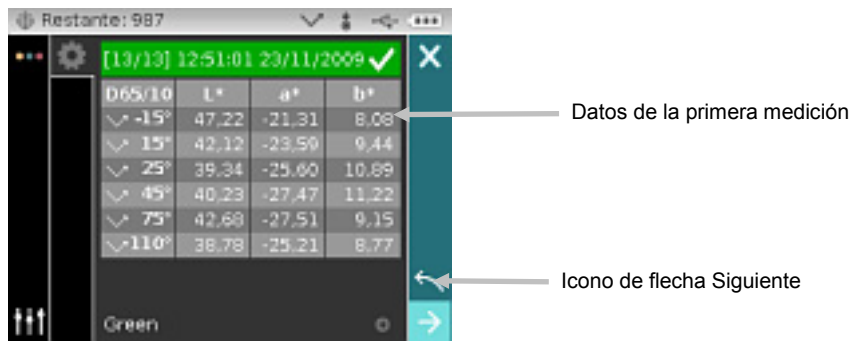 Restante: 987
[13/13] 12:51:01 23/11/2009
D65/10 L* a* b*
-15° 47,22 -21,31 8,08
15° 42,12 -23,59 9,44
25° 39,34 -25,60 10,89
45° 40,23 -27,47 11,22
75° 42,68 -27,51 9,15
110° 38,78 -25,21 8,77
Green
Datos de la primera medición
Icono de flecha Siguiente